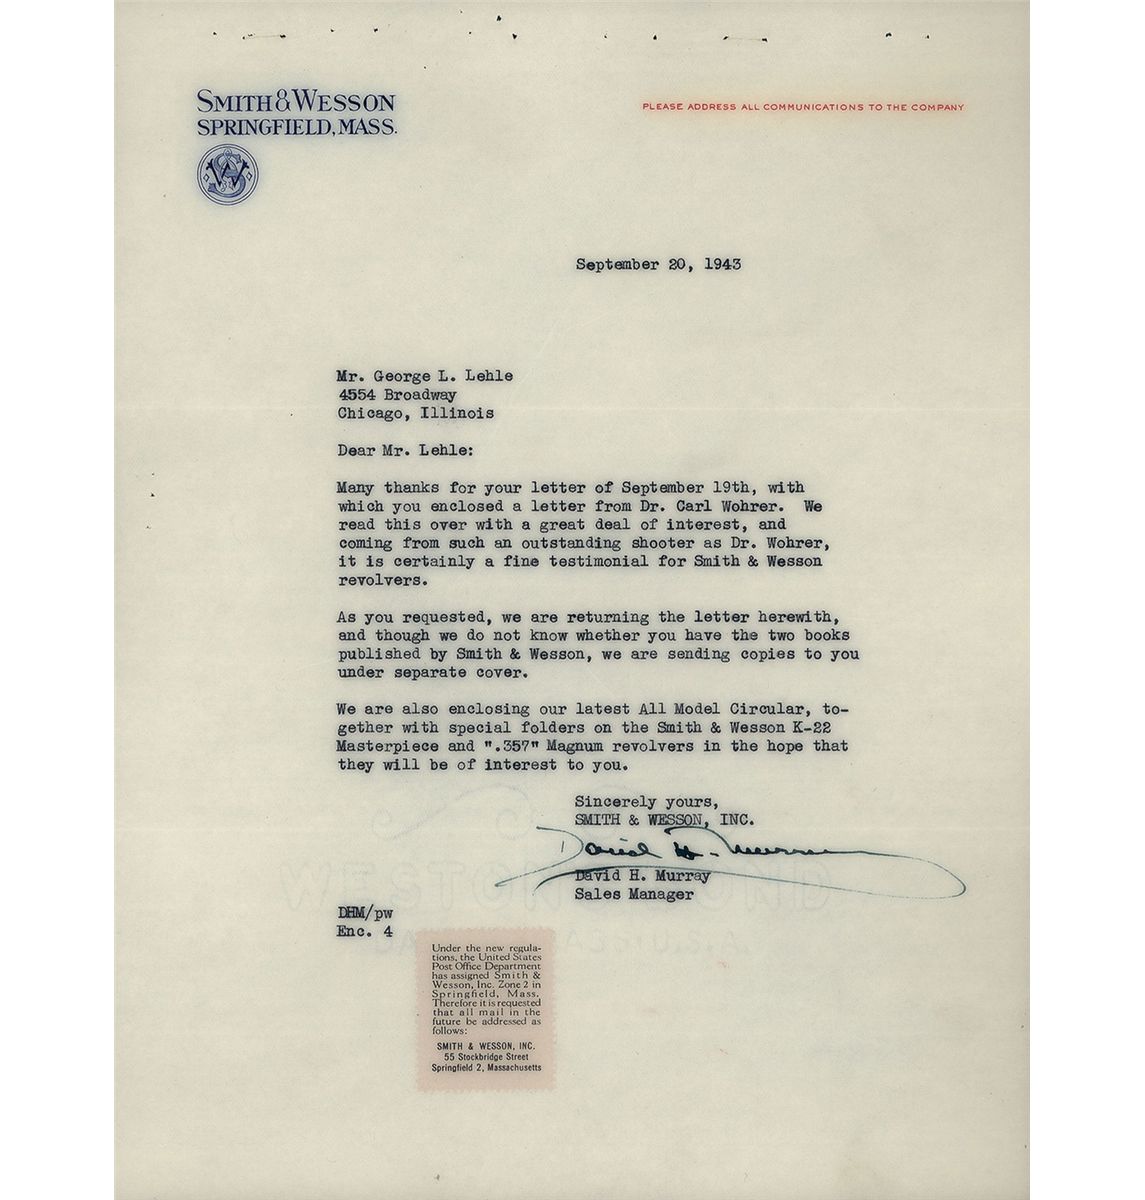 SMITH & WESSON
SPRINGFIELD, MASS.
PLEASE ADDRESS ALL COMMUNICATIONS TO THE COMPANY
September 20, 1943
Mr. George L. Lehle
4554 Broadway
Chicago, Illinois
Dear Mr. Lehle:
Many thanks for your letter of September 19th, with
which you enclosed a letter from Dr. Carl Wohrer. We
read this over with a great deal of interest, and
coming from such an outstanding shooter as Dr. Wohrer,
it is certainly a fine testimonial for Smith & Wesson
revolvers.
As you requested, we are returning the letter herewith,
and though we do not know whether you have the two books
published by Smith & Wesson, we are sending copies to you
under separate cover.
We are also enclosing our latest All Model Circular, to-
gether with special folders on the Smith & Wesson K-22
Masterpiece and ".357" Magnum revolvers in the hope that
they will be of interest to you.
Sincerely yours,
SMITH & WESSON, INC.
David H. Murray
David H. Murray
Sales Manager
DHM/pw
Enc. 4
Under the new regula-
tions, the United States
Post Office Department
has assigned Smith &
Wesson, Inc. Zone 2 in
Springfield, Mass.
Therefore it is requested
that all mail in the
future be addressed as
follows:
SMITH & WESSON, INC.
55 Stockbridge Street
Springfield 2, Massachusetts